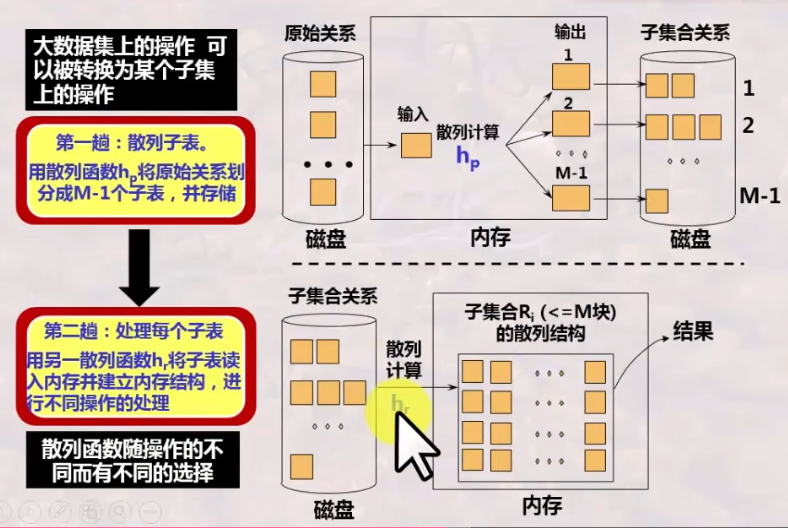 大数据集上的操作 可
以被转换为某个子集
上的操作
第一趟：散列子表。
用散列函数hp将原始关系划
分成M-1个子表，并存储
第二趟：处理每个子表
用另一散列函数hr将子表读
入内存并建立内存结构，进
行不同操作的处理
散列函数随操作的不
同而有不同的选择
原始关系
磁盘
输入
散列计算
hp
输出
1
2
M-1
内存
子集合关系
1
2
M-1
磁盘
子集合关系
磁盘
散列
计算
hr
子集合Ri (<=M块)
的散列结构
内存
结果